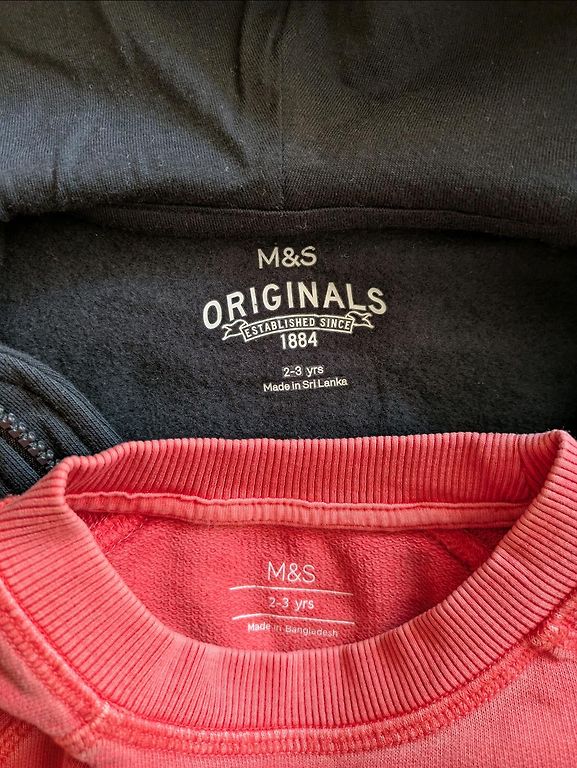 M&S
ORIGINALS
ESTABLISHED SINCE
1884
2-3 yrs
Made in Sri Lanka
M&S
2-3 yrs
Made in Bangladesh